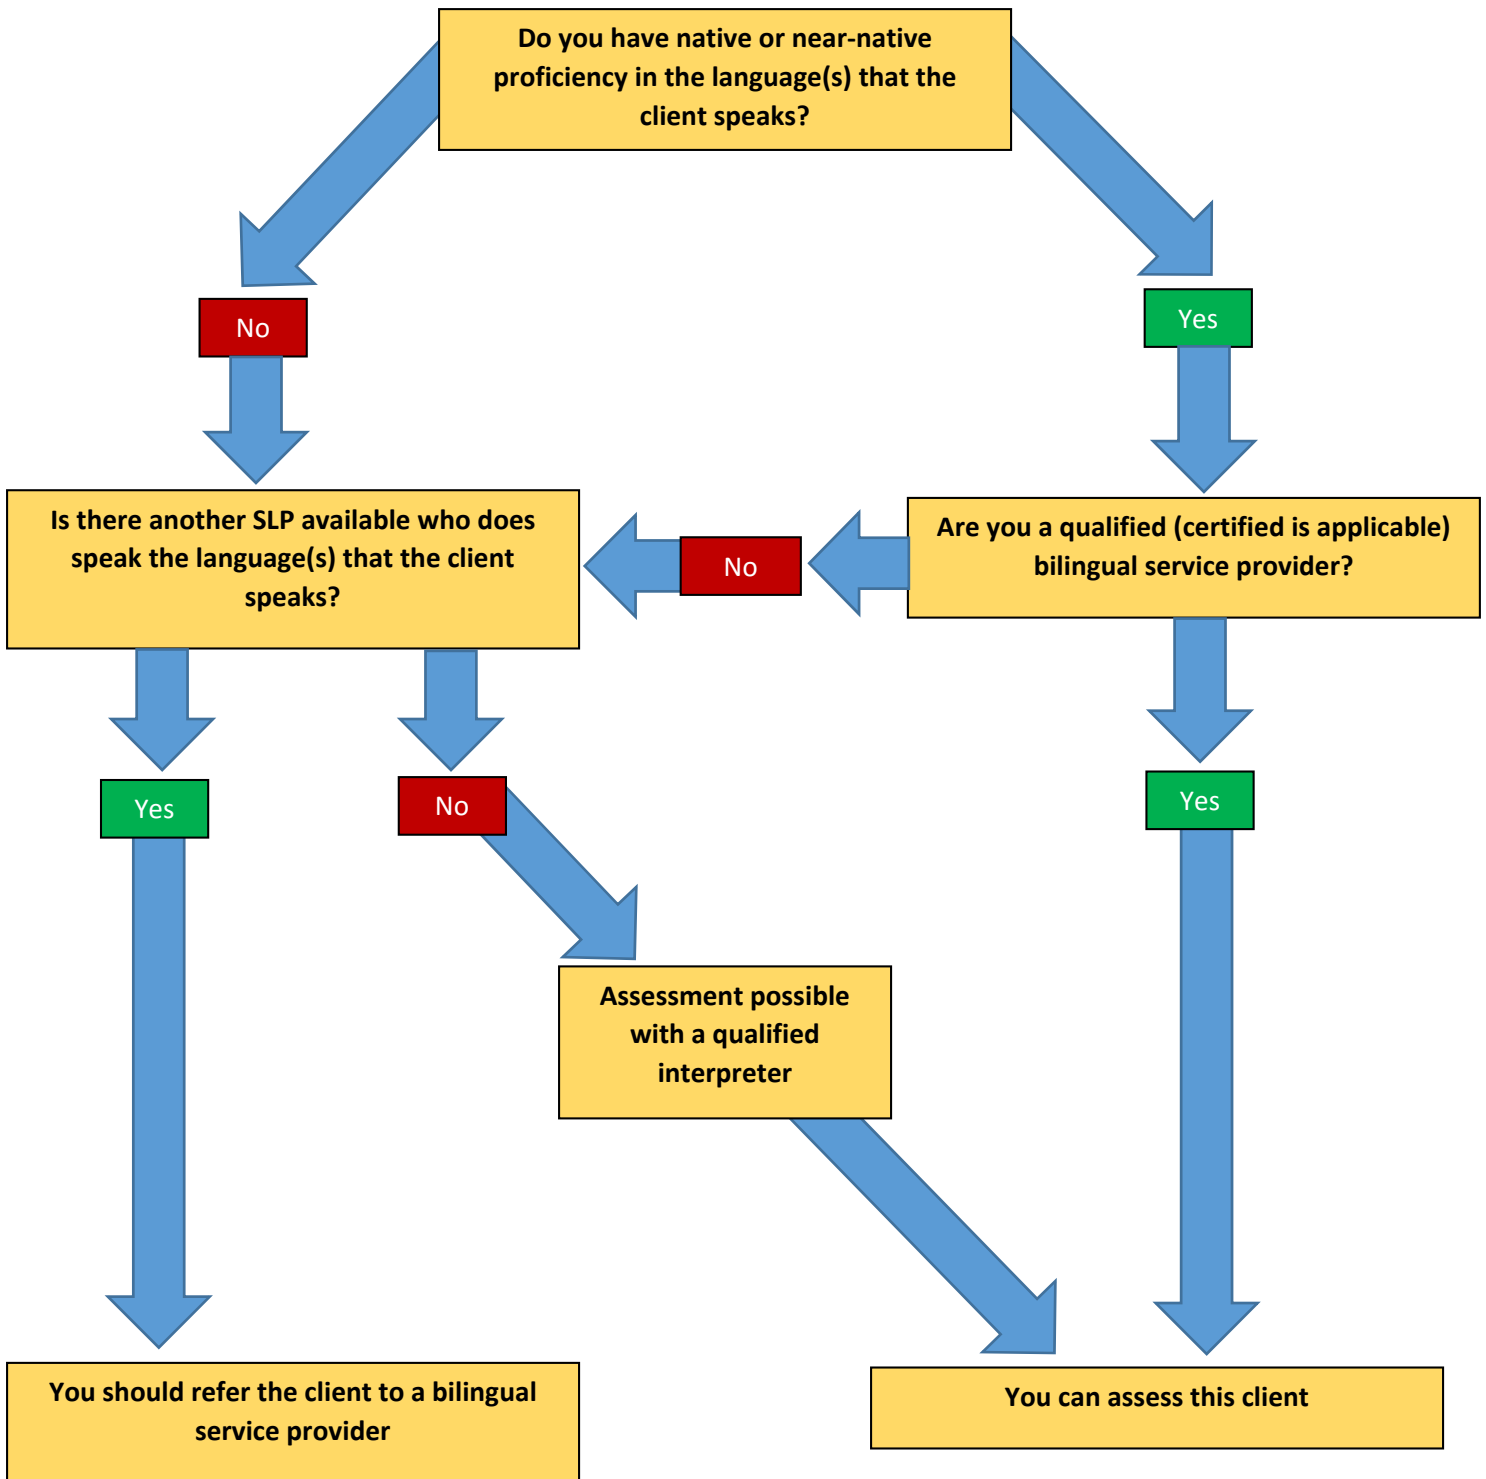 Do you have native or near-native
proficiency in the language(s) that the
client speaks?
No
Yes
Is there another SLP available who does
speak the language(s) that the client
speaks?
No
Are you a qualified (certified is applicable)
bilingual service provider?
Yes
No
Yes
Assessment possible
with a qualified
interpreter
You should refer the client to a bilingual
service provider
You can assess this client